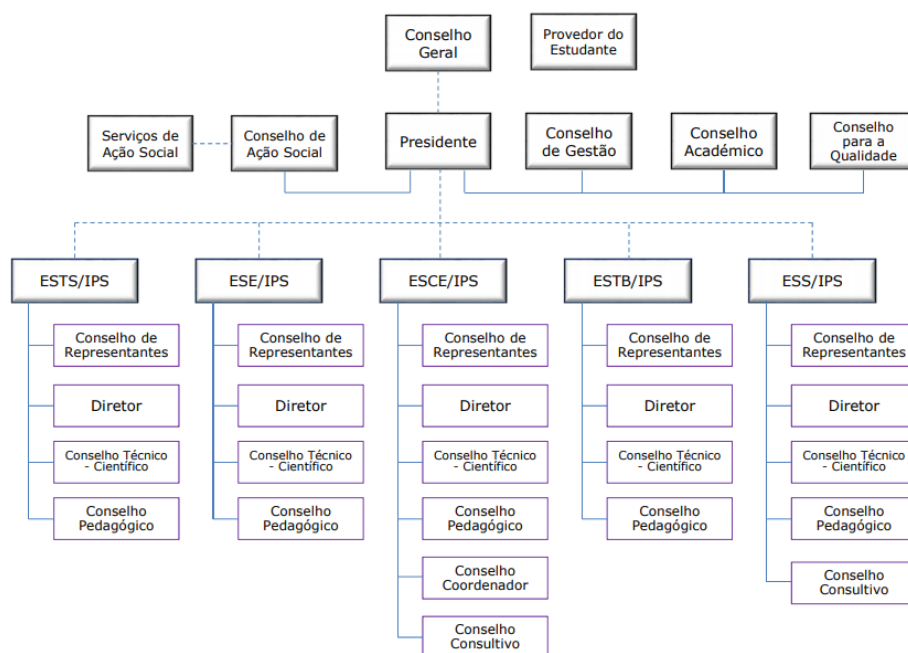 Conselho
Geral
Provedor do
Estudante
Serviços de
Ação Social
Conselho de
Ação Social
Presidente
Conselho
de Gestão
Conselho
Académico
Conselho
para a
Qualidade
ESTS/IPS
ESE/IPS
ESCE/IPS
ESTB/IPS
ESS/IPS
Conselho de
Representantes
Diretor
Conselho Técnico
- Científico
Conselho
Pedagógico
Conselho de
Representantes
Diretor
Conselho Técnico
- Científico
Conselho
Pedagógico
Conselho de
Representantes
Diretor
Conselho Técnico
- Científico
Conselho
Pedagógico
Conselho
Coordenador
Conselho
Consultivo
Conselho de
Representantes
Diretor
Conselho Técnico
- Científico
Conselho
Pedagógico
Conselho de
Representantes
Diretor
Conselho Técnico
- Científico
Conselho
Pedagógico
Conselho
Consultivo